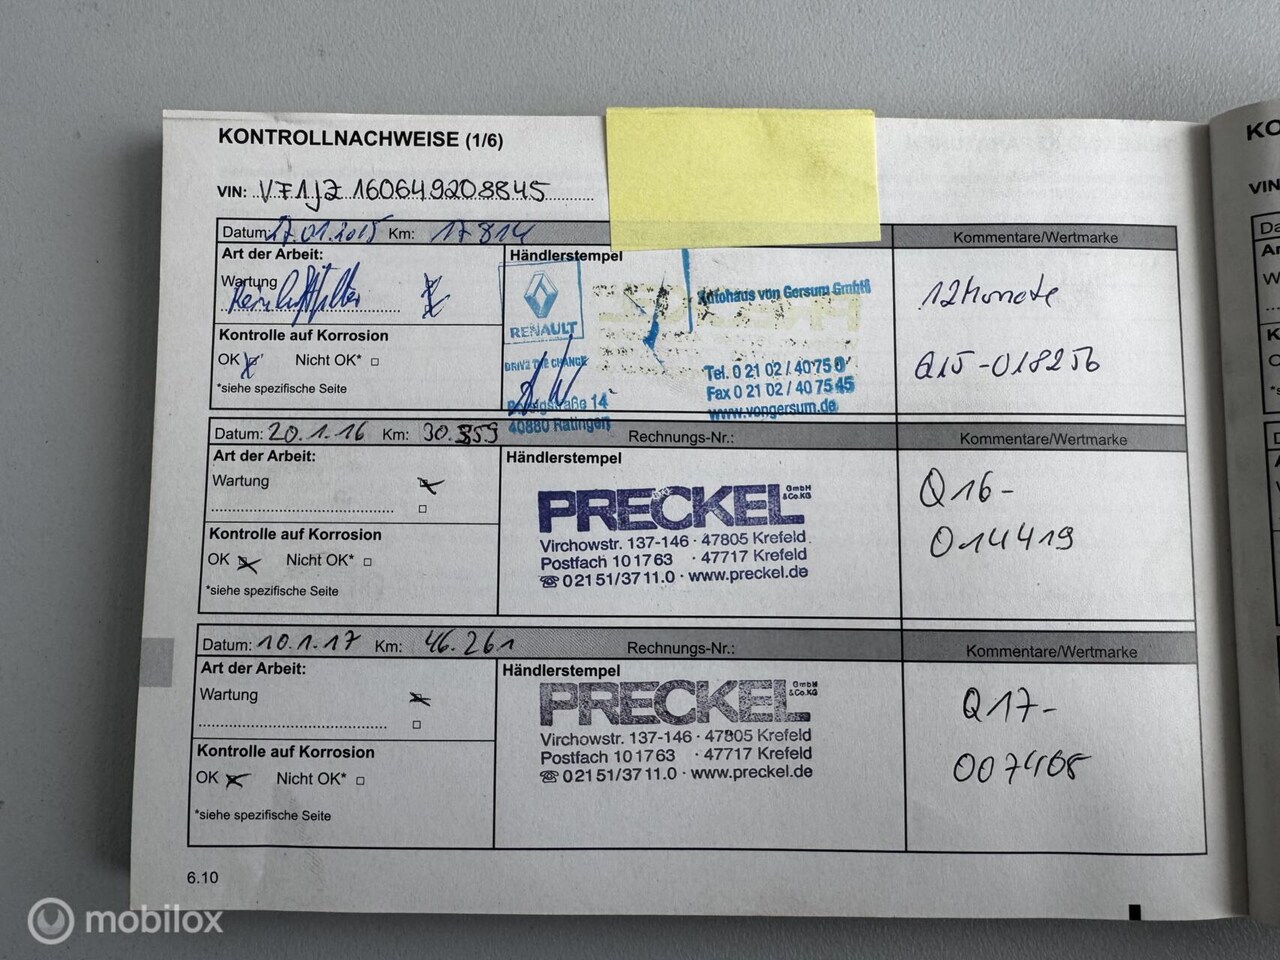 KONTROLLNACHWEISE (1/6)
VIN: VF1JZ160649208845
Datum: 27.01.2015 Km: 17814
Kommentare/Wertmarke
Art der Arbeit:
Wartung
Reinluftfilter
Kontrolle auf Korrosion
OK Nicht OK*
*siehe spezifische Seite
Händlerstempel
RENAULT
DRIVE THE CHANGE
Autohaus von Gersum GmbH
Tel. 0 21 02 / 40 75 0
Fax 0 21 02 / 40 75 45
www.vongersum.de
40880 Ratingen
12 Monate
Q15-018256
Datum: 20.1.16 Km: 30.859 Rechnungs-Nr.: Kommentare/Wertmarke
Art der Arbeit:
Wartung
Kontrolle auf Korrosion
OK Nicht OK*
*siehe spezifische Seite
Händlerstempel
PRECKEL GmbH & Co.KG
Virchowstr. 137-146 · 47805 Krefeld
Postfach 101763 · 47717 Krefeld
☎ 02151/3711.0 · www.preckel.de
Q16-
014419
Datum: 10.1.17 Km: 46.261 Rechnungs-Nr.: Kommentare/Wertmarke
Art der Arbeit:
Wartung
Kontrolle auf Korrosion
OK Nicht OK*
*siehe spezifische Seite
Händlerstempel
PRECKEL GmbH & Co.KG
Virchowstr. 137-146 · 47805 Krefeld
Postfach 101763 · 47717 Krefeld
☎ 02151/3711.0 · www.preckel.de
Q17-
007465
6.10
KO
VIN
mobilox